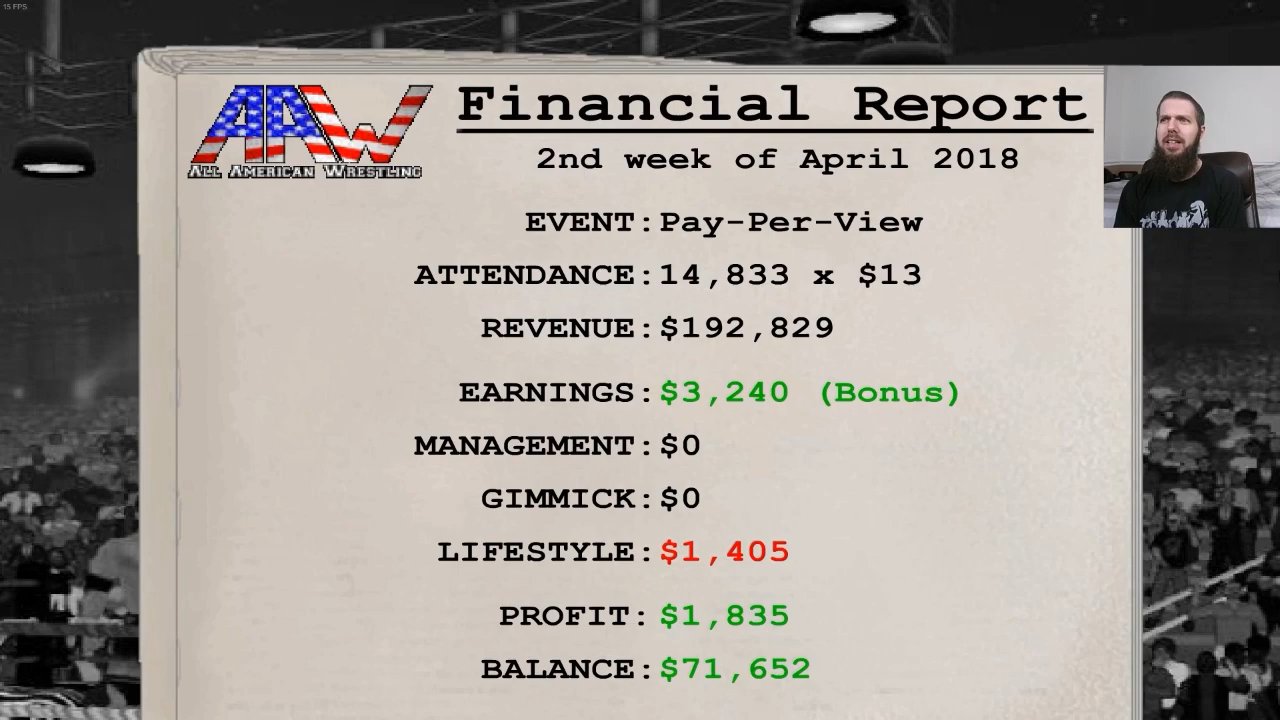 15 FPS
AAW
ALL AMERICAN WRESTLING
Financial Report
2nd week of April 2018
EVENT: Pay-Per-View
ATTENDANCE: 14,833 x $13
REVENUE: $192,829
EARNINGS: $3,240 (Bonus)
MANAGEMENT: $0
GIMMICK: $0
LIFESTYLE: $1,405
PROFIT: $1,835
BALANCE: $71,652